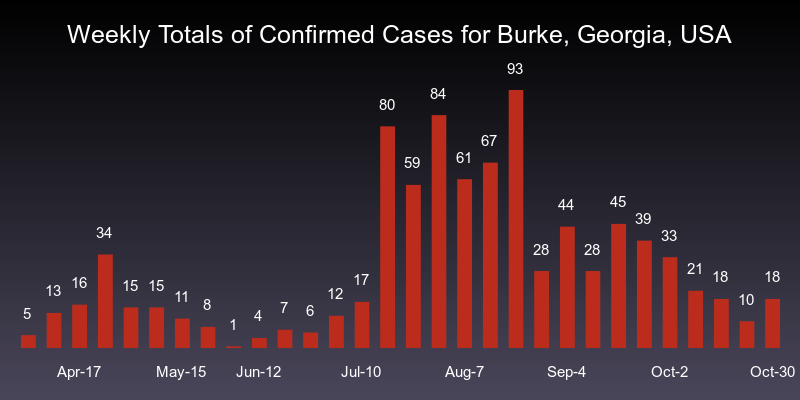 Weekly Totals of Confirmed Cases for Burke, Georgia, USA
5 13 16 34 15 15 11 8 1 4 7 6 12 17 80 59 84 61 67 93 28 44 28 45 39 33 21 18 10 18
Apr-17 May-15 Jun-12 Jul-10 Aug-7 Sep-4 Oct-2 Oct-30